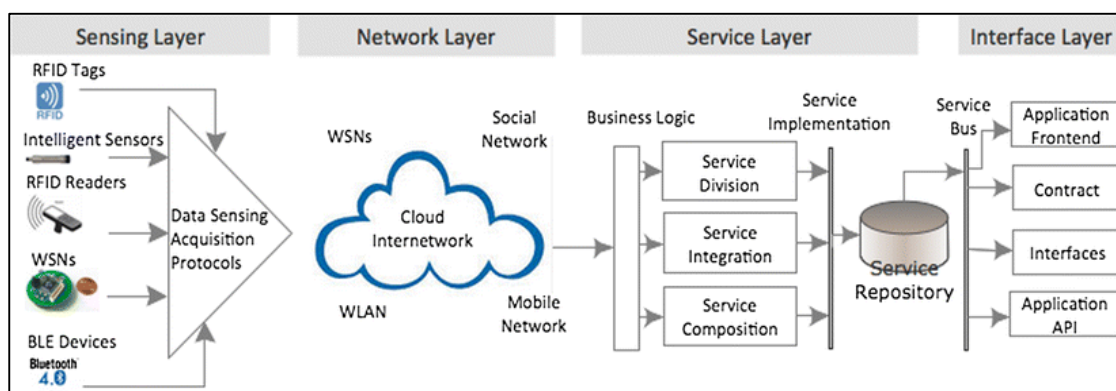 Sensing Layer
Network Layer
Service Layer
Interface Layer
RFID Tags
RFID
Intelligent Sensors
RFID Readers
WSNs
BLE Devices
Bluetooth
4.0
Data Sensing
Acquisition
Protocols
WSNs
Social
Network
Cloud
Internetwork
WLAN
Mobile
Network
Business Logic
Service
Division
Service
Integration
Service
Composition
Service
Implementation
Service
Repository
Service
Bus
Application
Frontend
Contract
Interfaces
Application
API